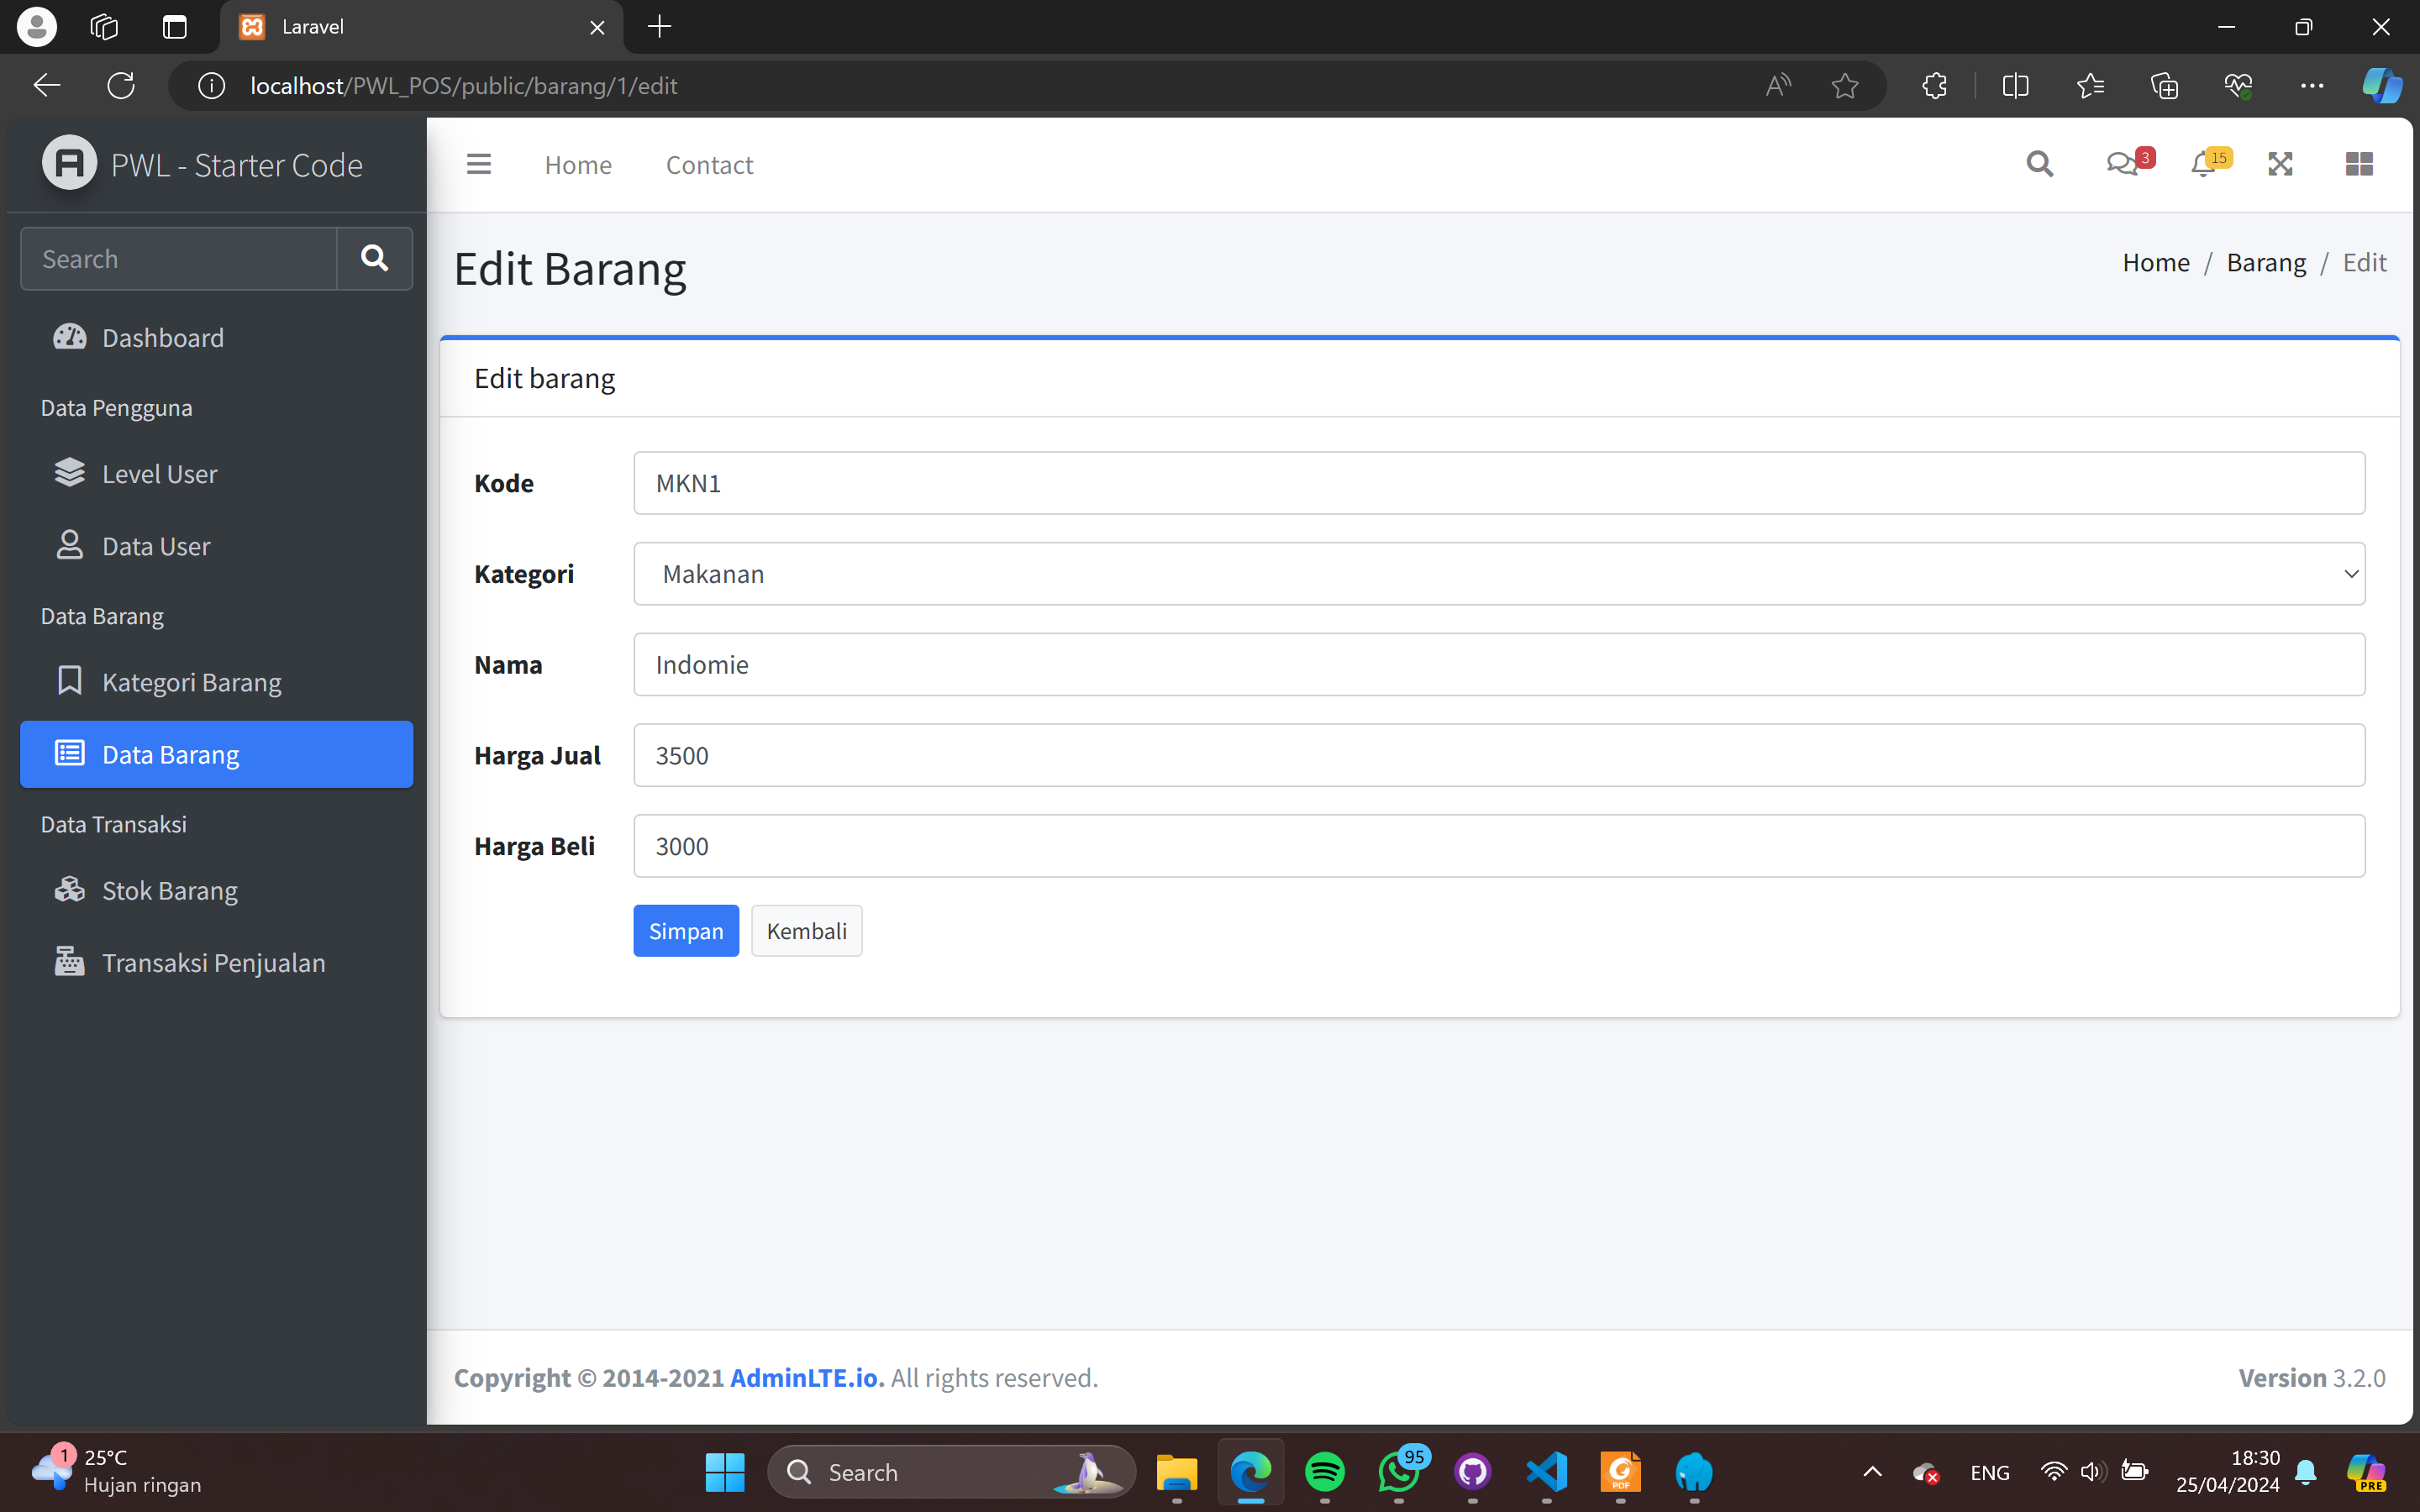 Laravel
localhost/PWL_POS/public/barang/1/edit
PWL - Starter Code
Home
Contact
3
15
Search
Edit Barang
Home / Barang / Edit
Dashboard
Data Pengguna
Level User
Data User
Data Barang
Kategori Barang
Data Barang
Data Transaksi
Stok Barang
Transaksi Penjualan
Edit barang
Kode
MKN1
Kategori
Makanan
Nama
Indomie
Harga Jual
3500
Harga Beli
3000
Simpan
Kembali
Copyright © 2014-2021 AdminLTE.io. All rights reserved.
Version 3.2.0
1
25°C
Hujan ringan
Search
95
PDF
ENG
18:30
25/04/2024
PRE